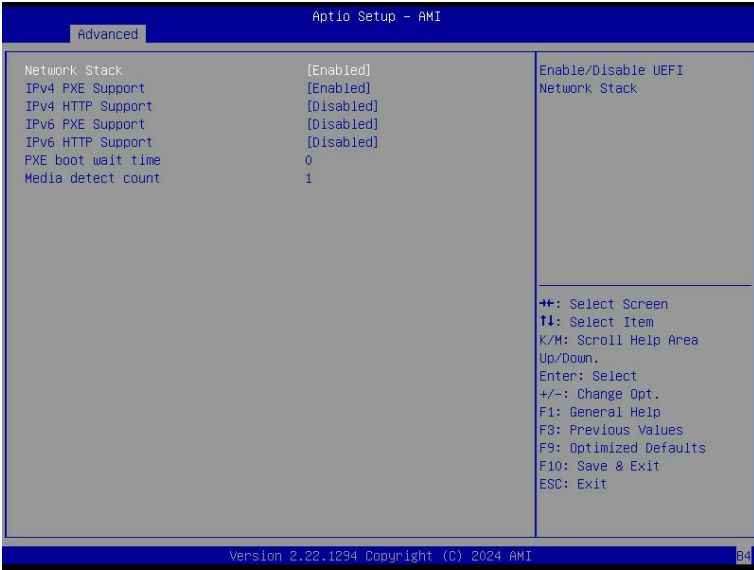 Aptio Setup – AMI
Advanced
Network Stack [Enabled]
IPv4 PXE Support [Enabled]
IPv4 HTTP Support [Disabled]
IPv6 PXE Support [Disabled]
IPv6 HTTP Support [Disabled]
PXE boot wait time 0
Media detect count 1
Enable/Disable UEFI
Network Stack
→←: Select Screen
↑↓: Select Item
K/M: Scroll Help Area
Up/Down.
Enter: Select
+/-: Change Opt.
F1: General Help
F3: Previous Values
F9: Optimized Defaults
F10: Save & Exit
ESC: Exit
Version 2.22.1294 Copyright (C) 2024 AMI
B4